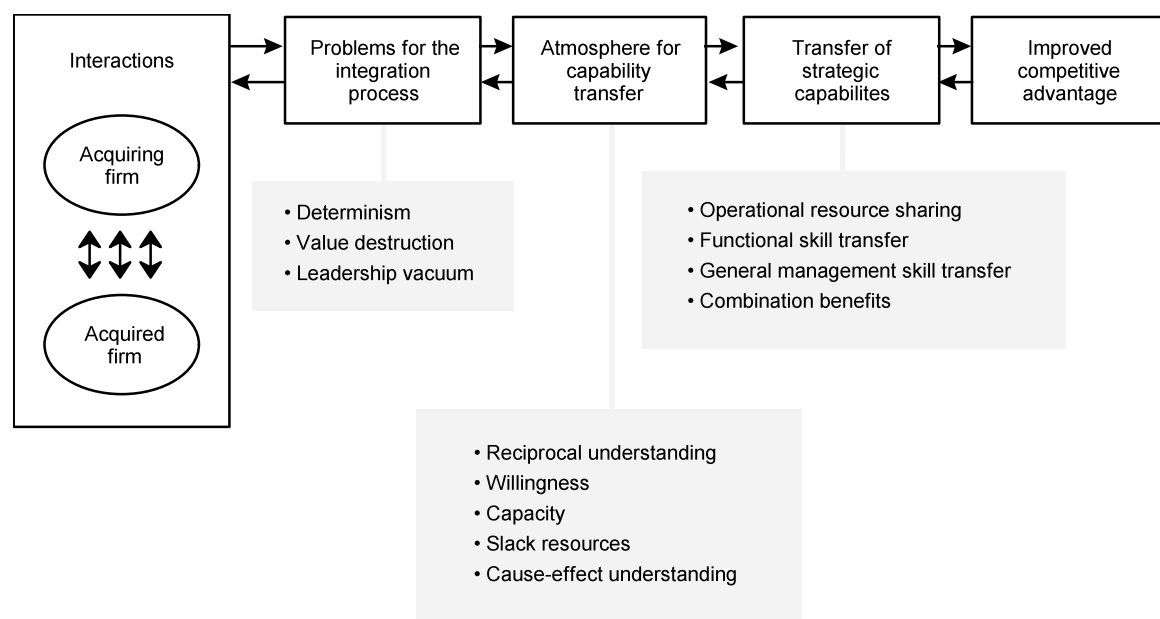 Interactions
Acquiring
firm
Acquired
firm
Problems for the
integration
process
Atmosphere for
capability
transfer
Transfer of
strategic
capabilites
Improved
competitive
advantage
• Determinism
• Value destruction
• Leadership vacuum
• Operational resource sharing
• Functional skill transfer
• General management skill transfer
• Combination benefits
• Reciprocal understanding
• Willingness
• Capacity
• Slack resources
• Cause-effect understanding